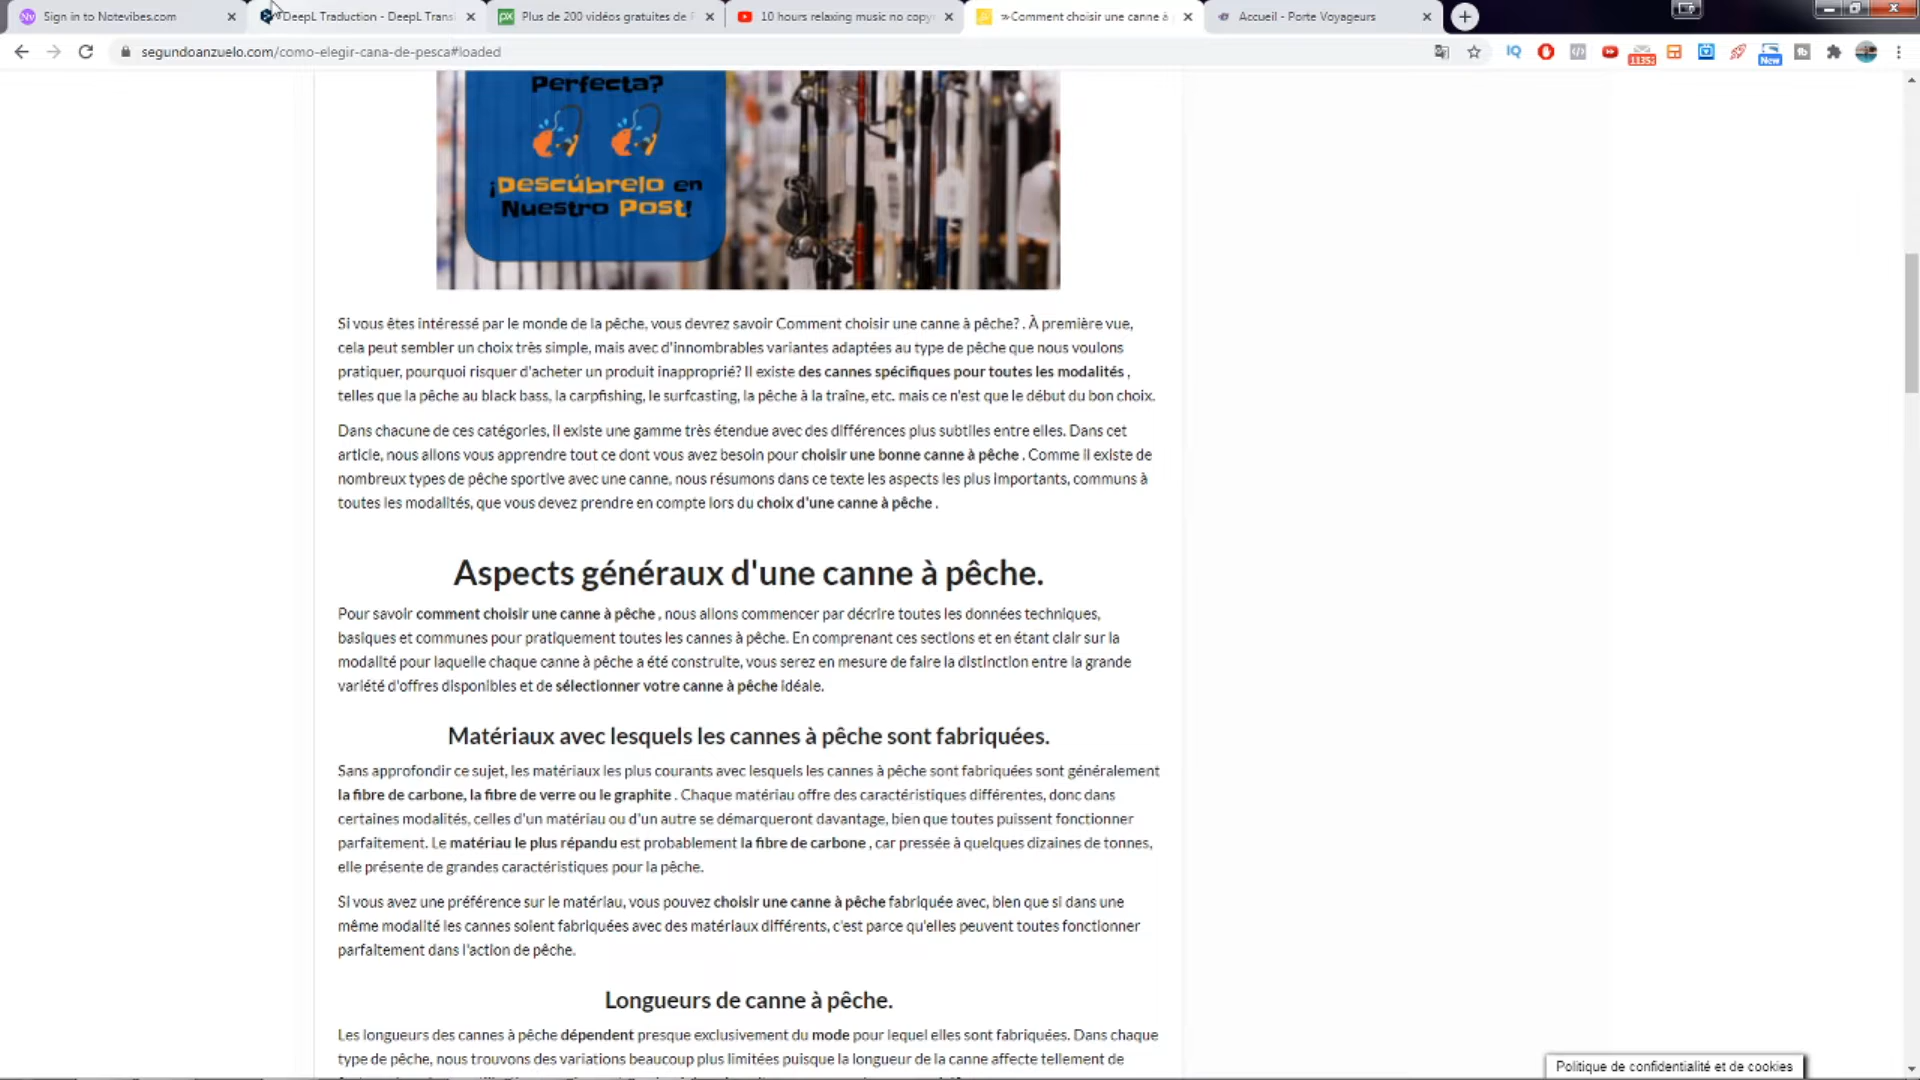 Sign in to Notevibes.com
DeepL Traduction - DeepL Transl
Plus de 200 vidéos gratuites de
10 hours relaxing music no copy
Comment choisir une canne à
Accueil - Porte Voyageurs
segundoanzuelo.com/como-elegir-cana-de-pesca#loaded
11352
New
Perfecta?
¡Descúbrelo en
Nuestro Post!
Si vous êtes intéressé par le monde de la pêche, vous devrez savoir Comment choisir une canne à pêche? . À première vue,
cela peut sembler un choix très simple, mais avec d'innombrables variantes adaptées au type de pêche que nous voulons
pratiquer, pourquoi risquer d'acheter un produit inapproprié? Il existe des cannes spécifiques pour toutes les modalités ,
telles que la pêche au black bass, la carpfishing, le surfcasting, la pêche à la traîne, etc. mais ce n'est que le début du bon choix.
Dans chacune de ces catégories, il existe une gamme très étendue avec des différences plus subtiles entre elles. Dans cet
article, nous allons vous apprendre tout ce dont vous avez besoin pour choisir une bonne canne à pêche . Comme il existe de
nombreux types de pêche sportive avec une canne, nous résumons dans ce texte les aspects les plus importants, communs à
toutes les modalités, que vous devez prendre en compte lors du choix d'une canne à pêche .
Aspects généraux d'une canne à pêche.
Pour savoir comment choisir une canne à pêche , nous allons commencer par décrire toutes les données techniques,
basiques et communes pour pratiquement toutes les cannes à pêche. En comprenant ces sections et en étant clair sur la
modalité pour laquelle chaque canne à pêche a été construite, vous serez en mesure de faire la distinction entre la grande
variété d'offres disponibles et de sélectionner votre canne à pêche idéale.
Matériaux avec lesquels les cannes à pêche sont fabriquées.
Sans approfondir ce sujet, les matériaux les plus courants avec lesquels les cannes à pêche sont fabriquées sont généralement
la fibre de carbone, la fibre de verre ou le graphite . Chaque matériau offre des caractéristiques différentes, donc dans
certaines modalités, celles d'un matériau ou d'un autre se démarqueront davantage, bien que toutes puissent fonctionner
parfaitement. Le matériau le plus répandu est probablement la fibre de carbone , car pressée à quelques dizaines de tonnes,
elle présente de grandes caractéristiques pour la pêche.
Si vous avez une préférence sur le matériau, vous pouvez choisir une canne à pêche fabriquée avec, bien que si dans une
même modalité les cannes soient fabriquées avec des matériaux différents, c'est parce qu'elles peuvent toutes fonctionner
parfaitement dans l'action de pêche.
Longueurs de canne à pêche.
Les longueurs des cannes à pêche dépendent presque exclusivement du mode pour lequel elles sont fabriquées. Dans chaque
type de pêche, nous trouvons des variations beaucoup plus limitées puisque la longueur de la canne affecte tellement de
Politique de confidentialité et de cookies